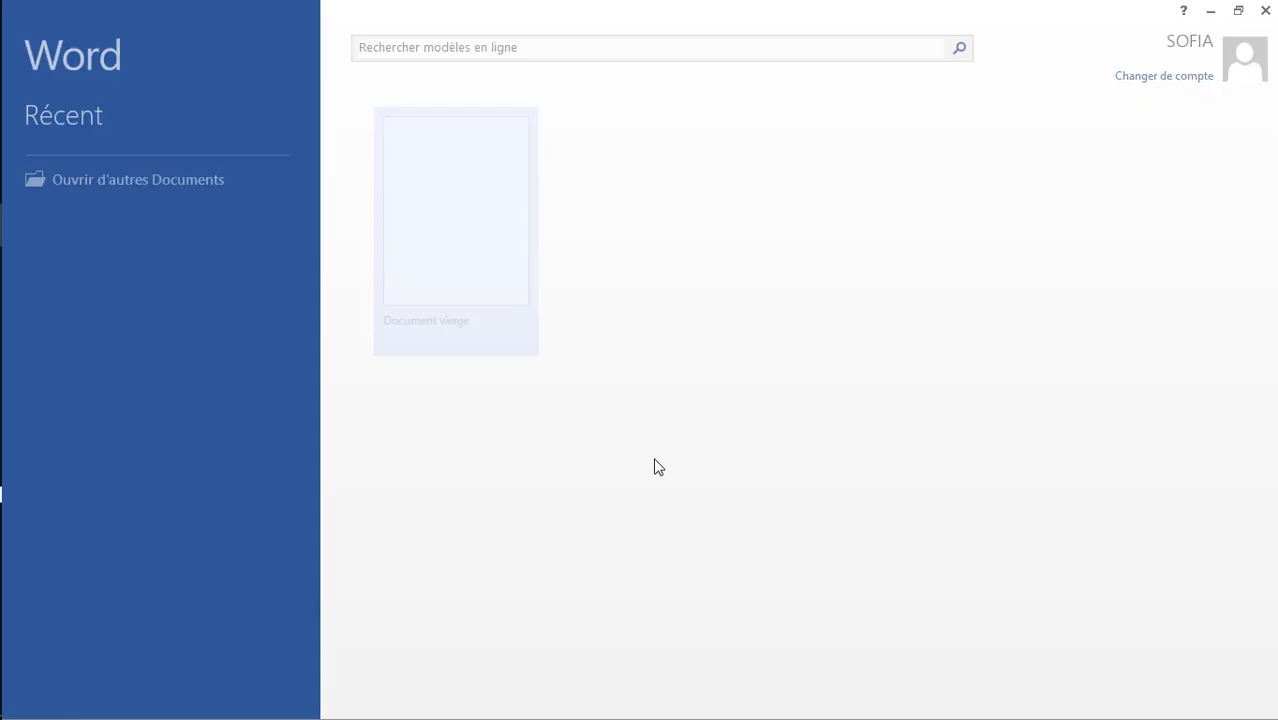 ?
Word
Rechercher modèles en ligne
SOFIA
Changer de compte
Récent
Ouvrir d'autres Documents
Document vierge